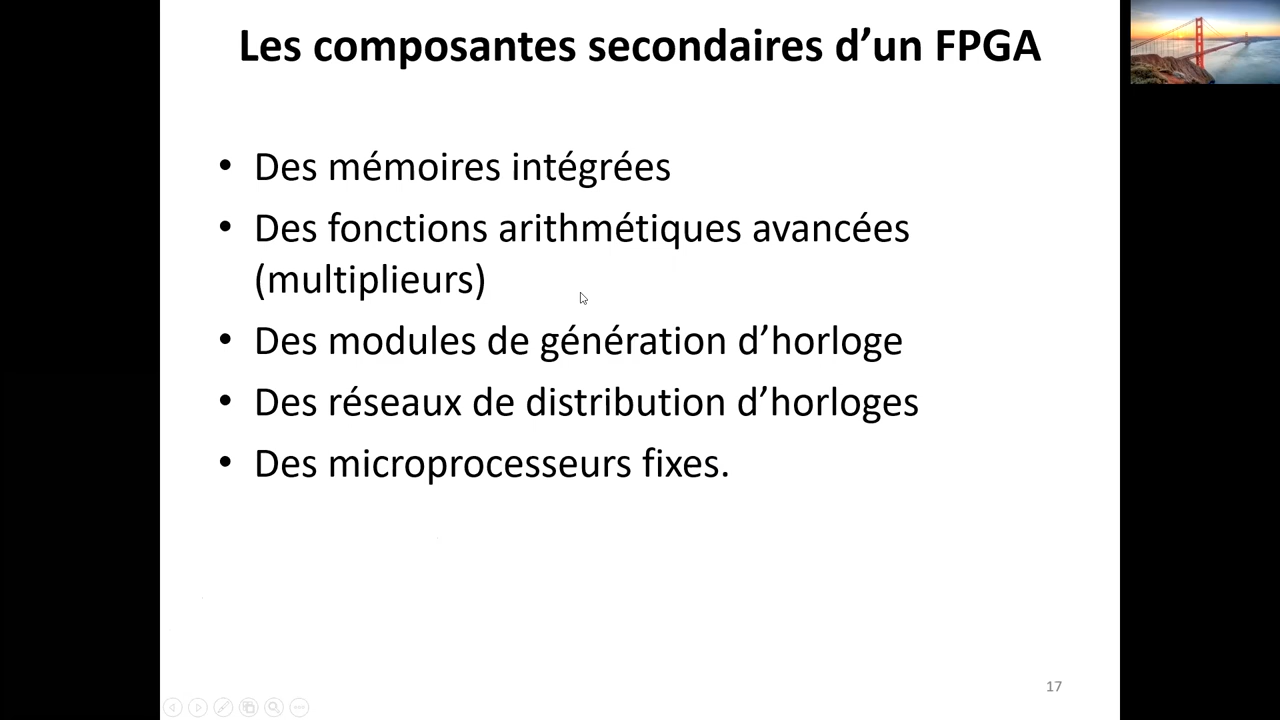 Les composantes secondaires d’un FPGA
• Des mémoires intégrées
• Des fonctions arithmétiques avancées
(multiplieurs)
• Des modules de génération d’horloge
• Des réseaux de distribution d’horloges
• Des microprocesseurs fixes.
17